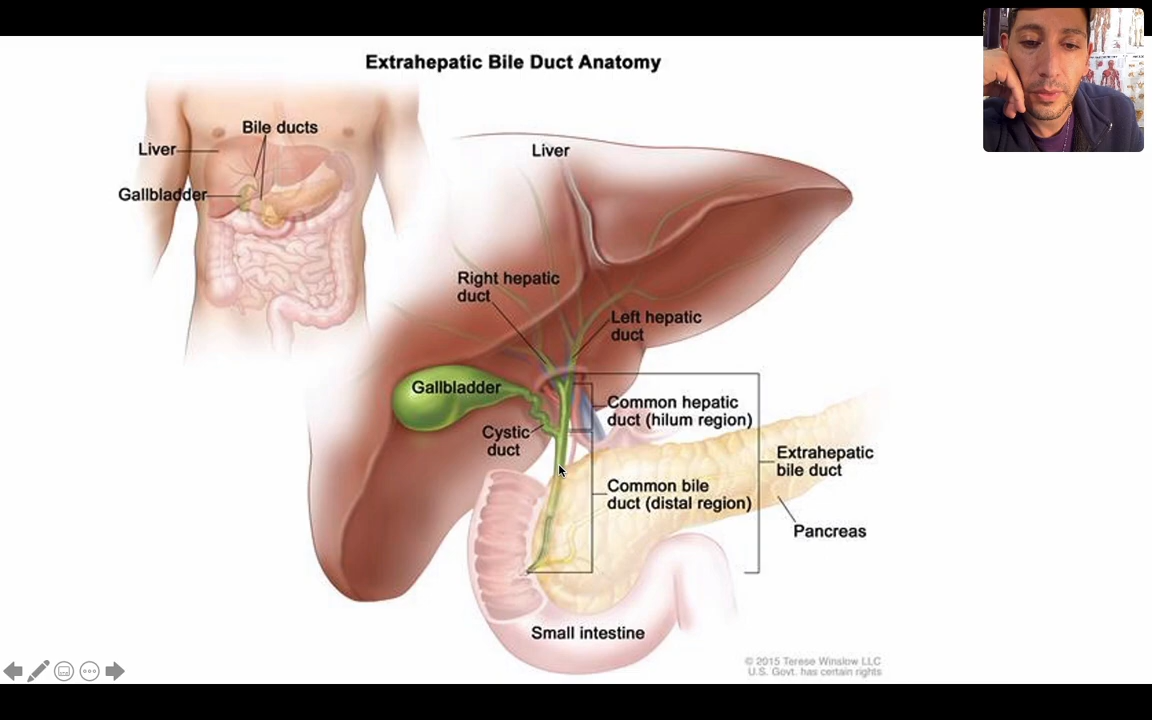 Extrahepatic Bile Duct Anatomy
Bile ducts
Liver
Gallbladder
Liver
Right hepatic
duct
Left hepatic
duct
Gallbladder
Common hepatic
duct (hilum region)
Cystic
duct
Extrahepatic
bile duct
Common bile
duct (distal region)
Pancreas
Small intestine
© 2015 Terese Winslow LLC
U.S. Govt. has certain rights